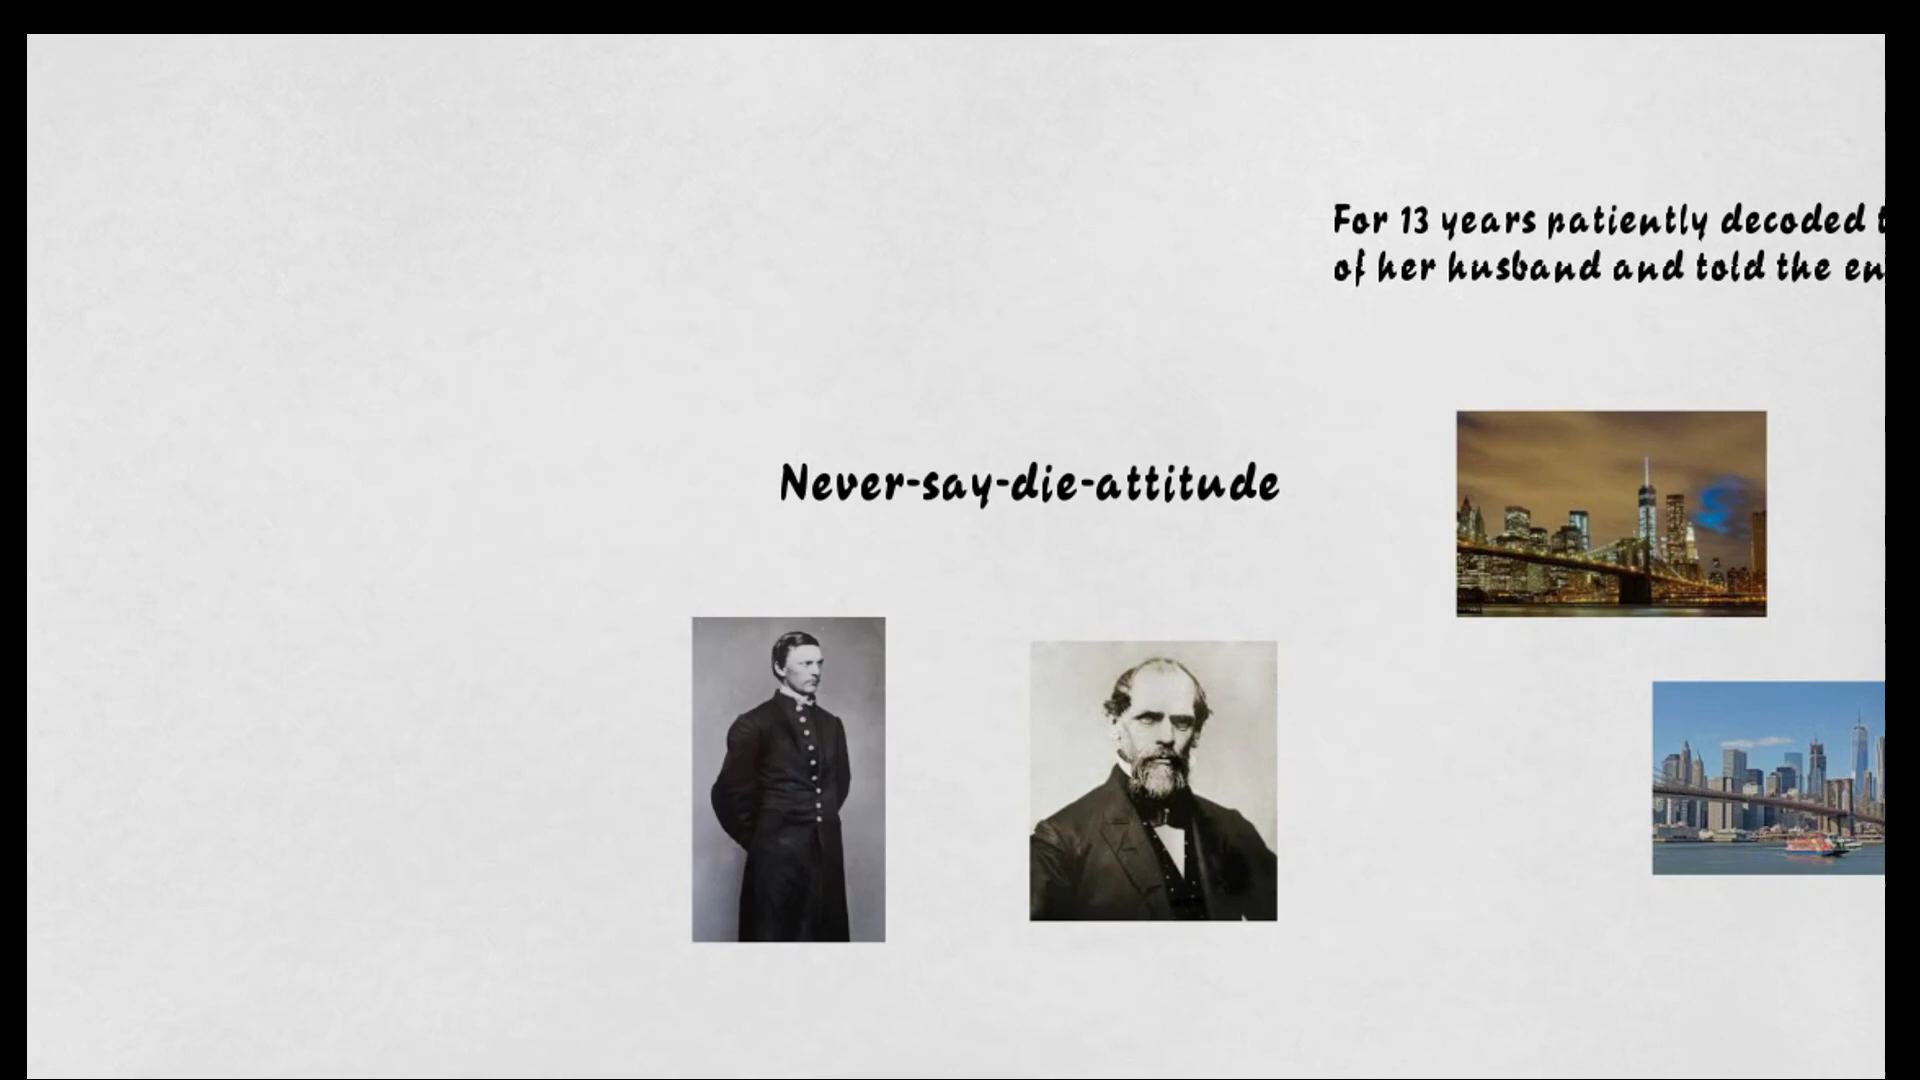 For 13 years patiently decoded
of her husband and told the
Never-say-die-attitude